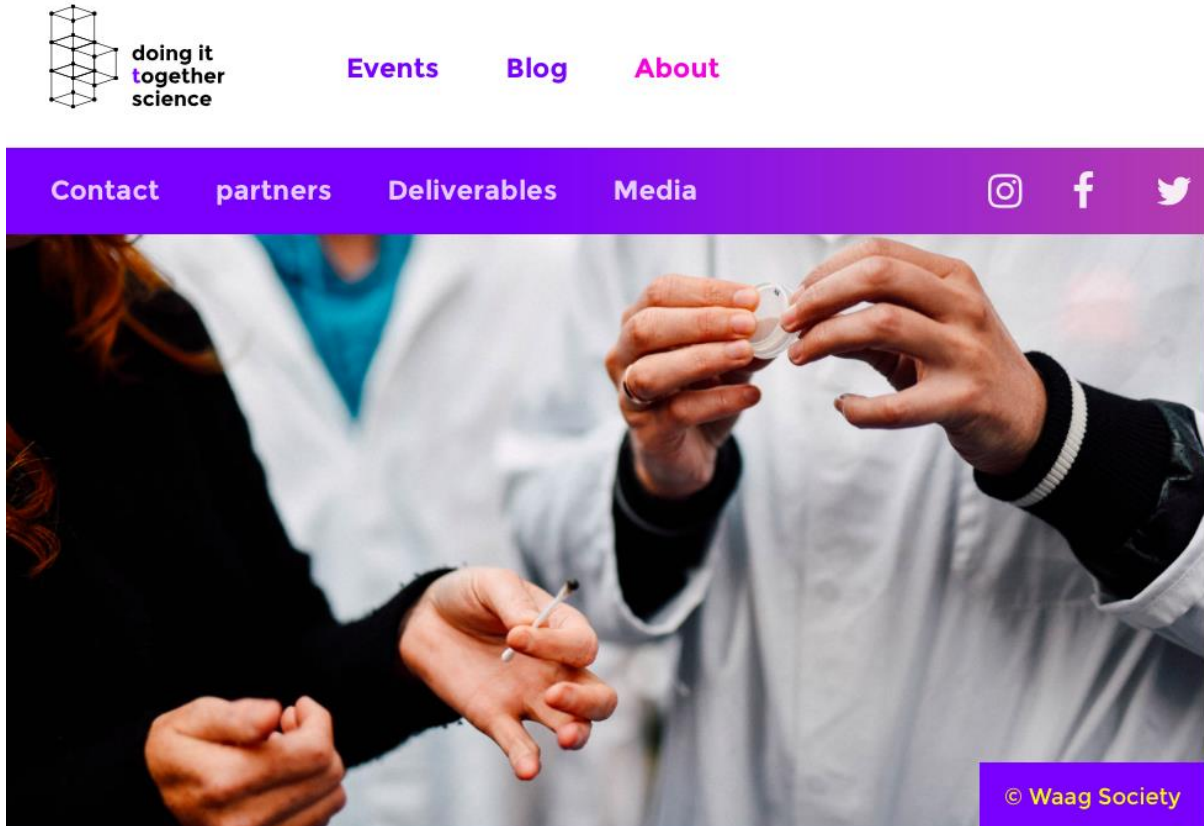 doing it
together
science
Events Blog About
Contact partners Deliverables Media
© Waag Society